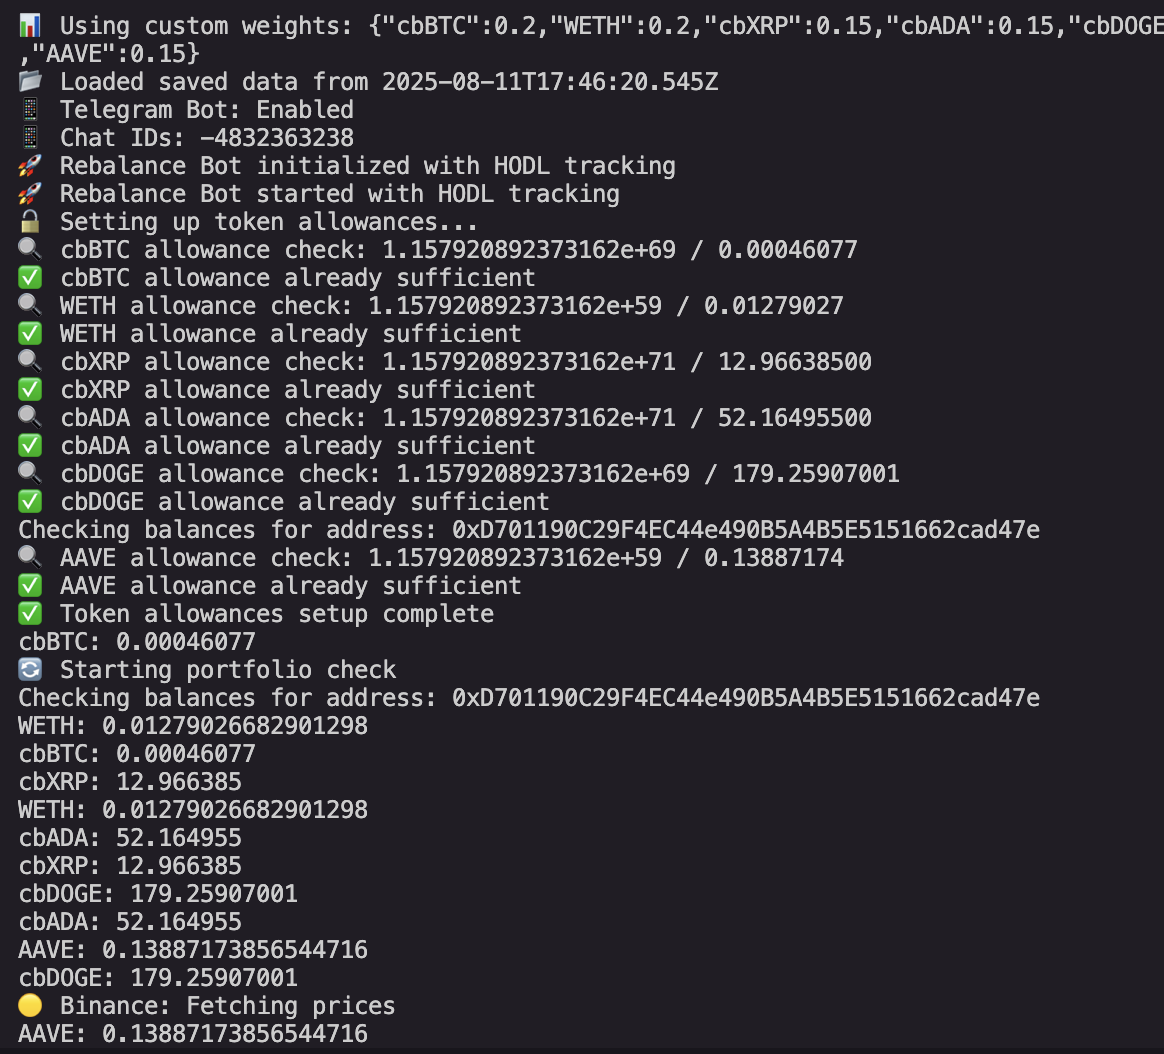 📊 Using custom weights: {"cbBTC":0.2,"WETH":0.2,"cbXRP":0.15,"cbADA":0.15,"cbDOGE
,"AAVE":0.15}
📂 Loaded saved data from 2025-08-11T17:46:20.545Z
📱 Telegram Bot: Enabled
📱 Chat IDs: -4832363238
🚀 Rebalance Bot initialized with HODL tracking
🚀 Rebalance Bot started with HODL tracking
🔓 Setting up token allowances...
🔍 cbBTC allowance check: 1.157920892373162e+69 / 0.00046077
✅ cbBTC allowance already sufficient
🔍 WETH allowance check: 1.157920892373162e+59 / 0.01279027
✅ WETH allowance already sufficient
🔍 cbXRP allowance check: 1.157920892373162e+71 / 12.96638500
✅ cbXRP allowance already sufficient
🔍 cbADA allowance check: 1.157920892373162e+71 / 52.16495500
✅ cbADA allowance already sufficient
🔍 cbDOGE allowance check: 1.157920892373162e+69 / 179.25907001
✅ cbDOGE allowance already sufficient
Checking balances for address: 0xD701190C29F4EC44e490B5A4B5E5151662cad47e
🔍 AAVE allowance check: 1.157920892373162e+59 / 0.13887174
✅ AAVE allowance already sufficient
✅ Token allowances setup complete
cbBTC: 0.00046077
🔄 Starting portfolio check
Checking balances for address: 0xD701190C29F4EC44e490B5A4B5E5151662cad47e
WETH: 0.01279026682901298
cbBTC: 0.00046077
cbXRP: 12.966385
WETH: 0.01279026682901298
cbADA: 52.164955
cbXRP: 12.966385
cbDOGE: 179.25907001
cbADA: 52.164955
AAVE: 0.13887173856544716
cbDOGE: 179.25907001
🟡 Binance: Fetching prices
AAVE: 0.13887173856544716